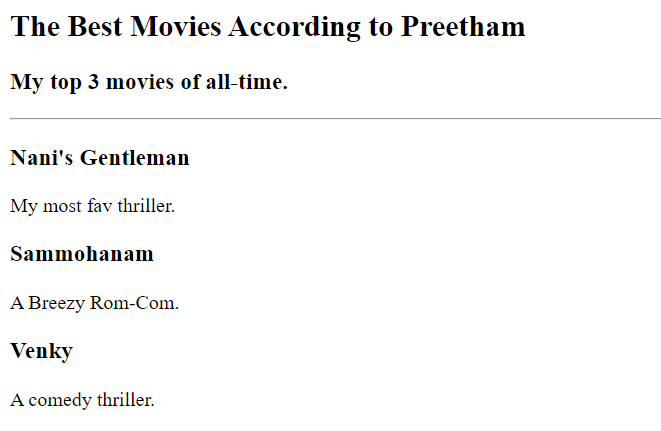 The Best Movies According to Preetham
My top 3 movies of all-time.
Nani's Gentleman
My most fav thriller.
Sammohanam
A Breezy Rom-Com.
Venky
A comedy thriller.